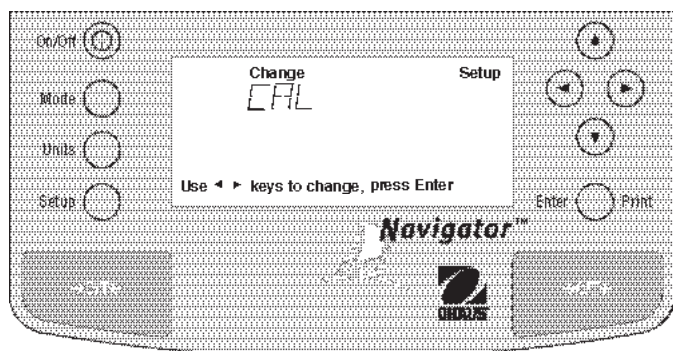 On/Off
Change Setup
CAL
Mode
Units
Use ◄ ► keys to change, press Enter
Setup
Enter Print
Navigator™
OHAUS